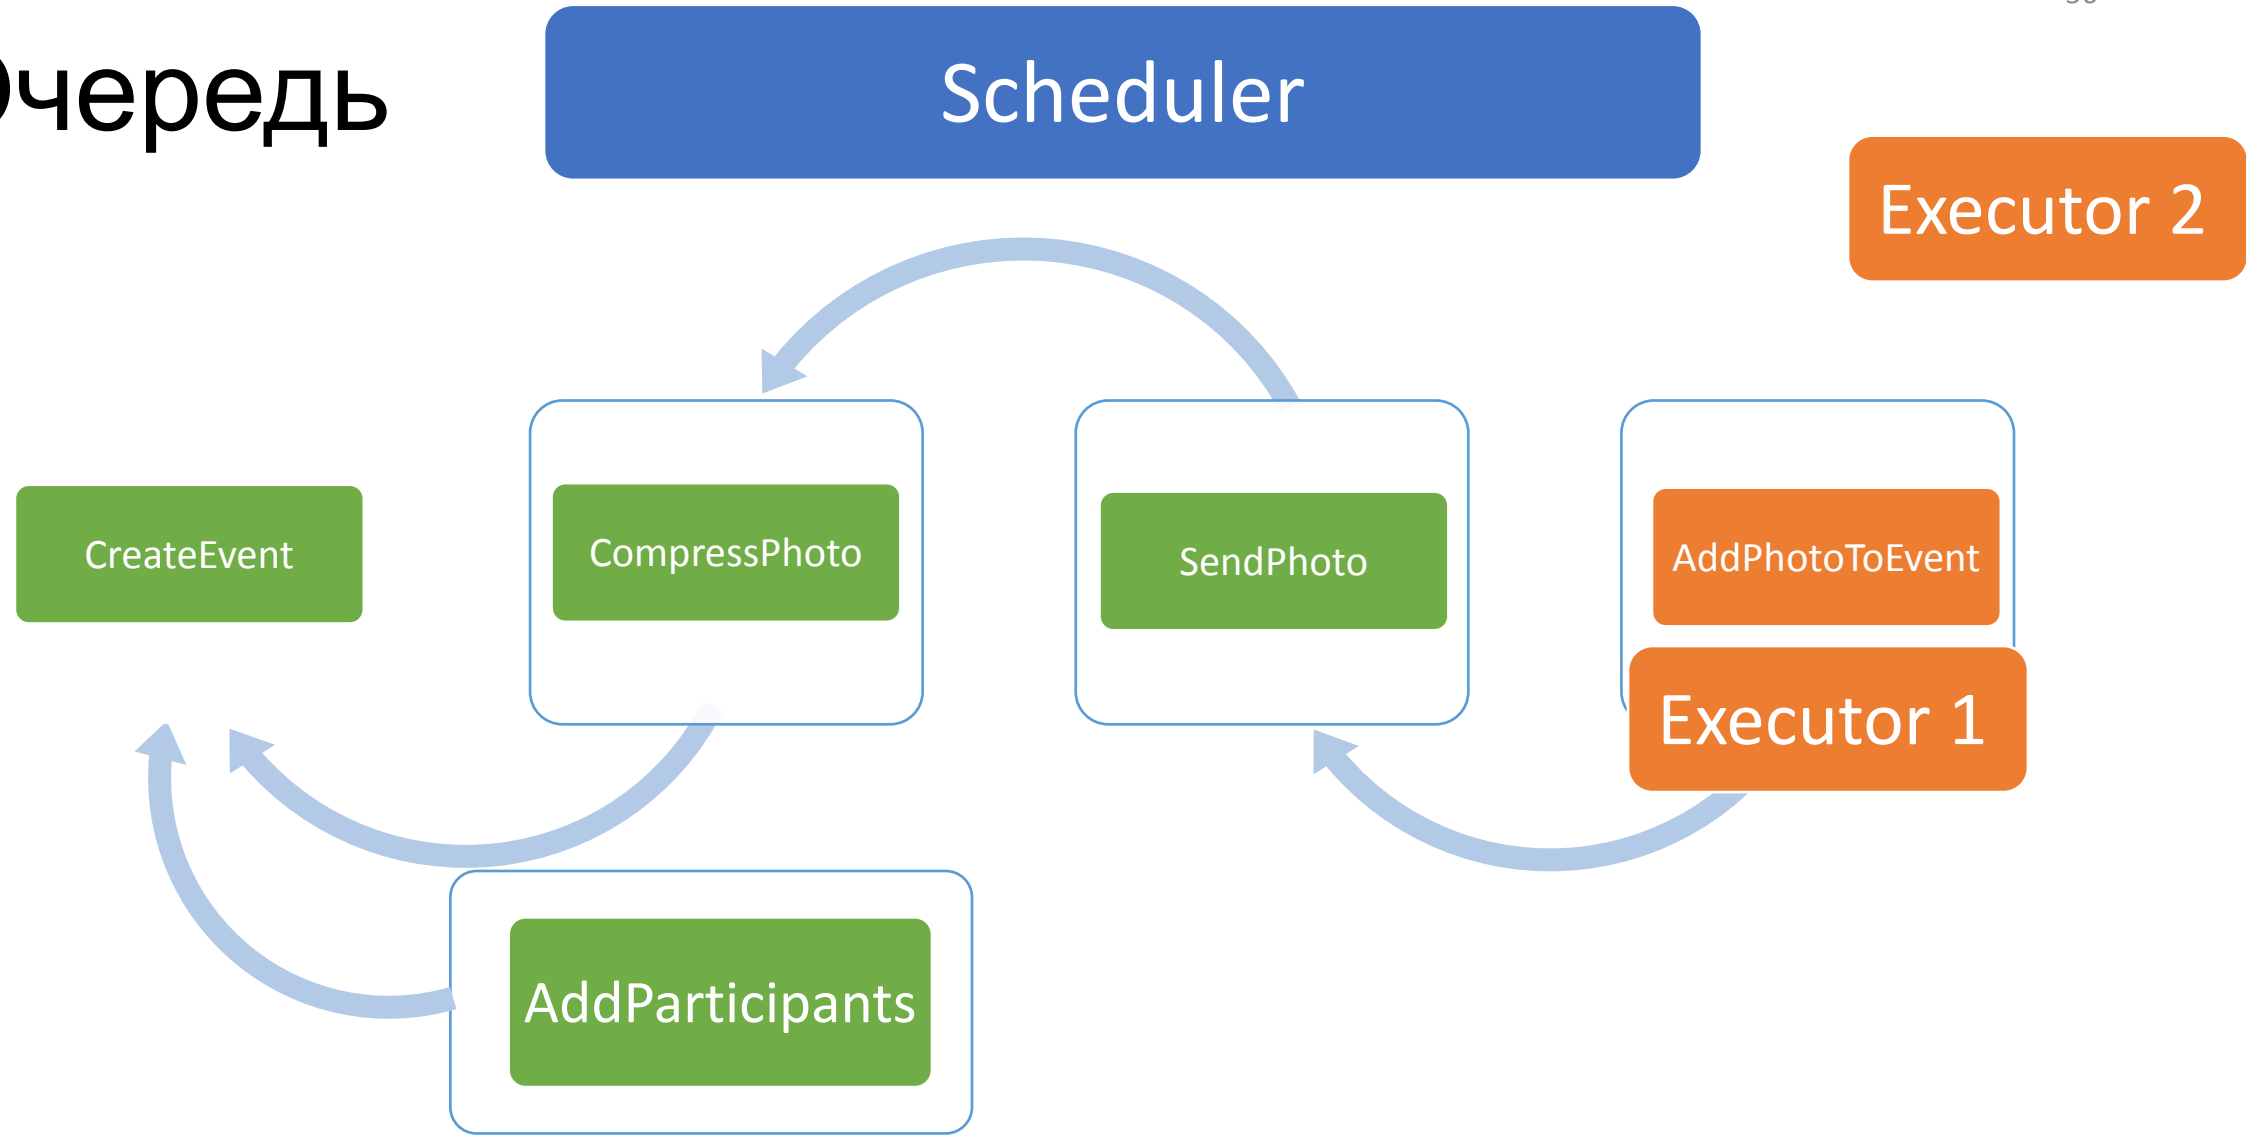 Очередь
Scheduler
Executor 2
CreateEvent
CompressPhoto
SendPhoto
AddPhotoToEvent
Executor 1
AddParticipants